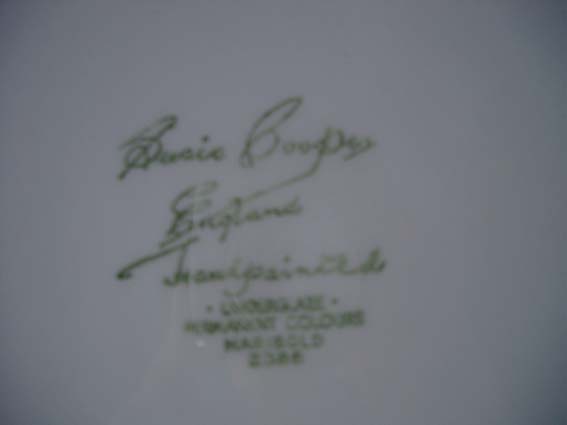 Susie Cooper
England
Handpainted
· UNDERGLAZE ·
PERMANENT COLOURS
MARIGOLD